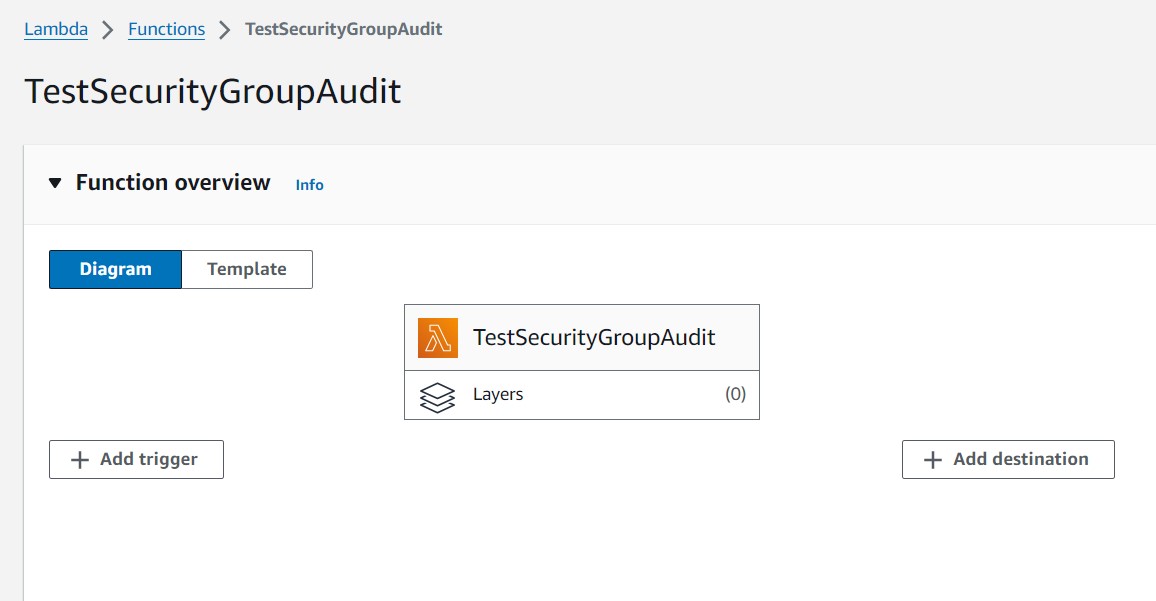 Lambda > Functions > TestSecurityGroupAudit
TestSecurityGroupAudit
Function overview Info
Diagram Template
TestSecurityGroupAudit
Layers (0)
+ Add trigger + Add destination